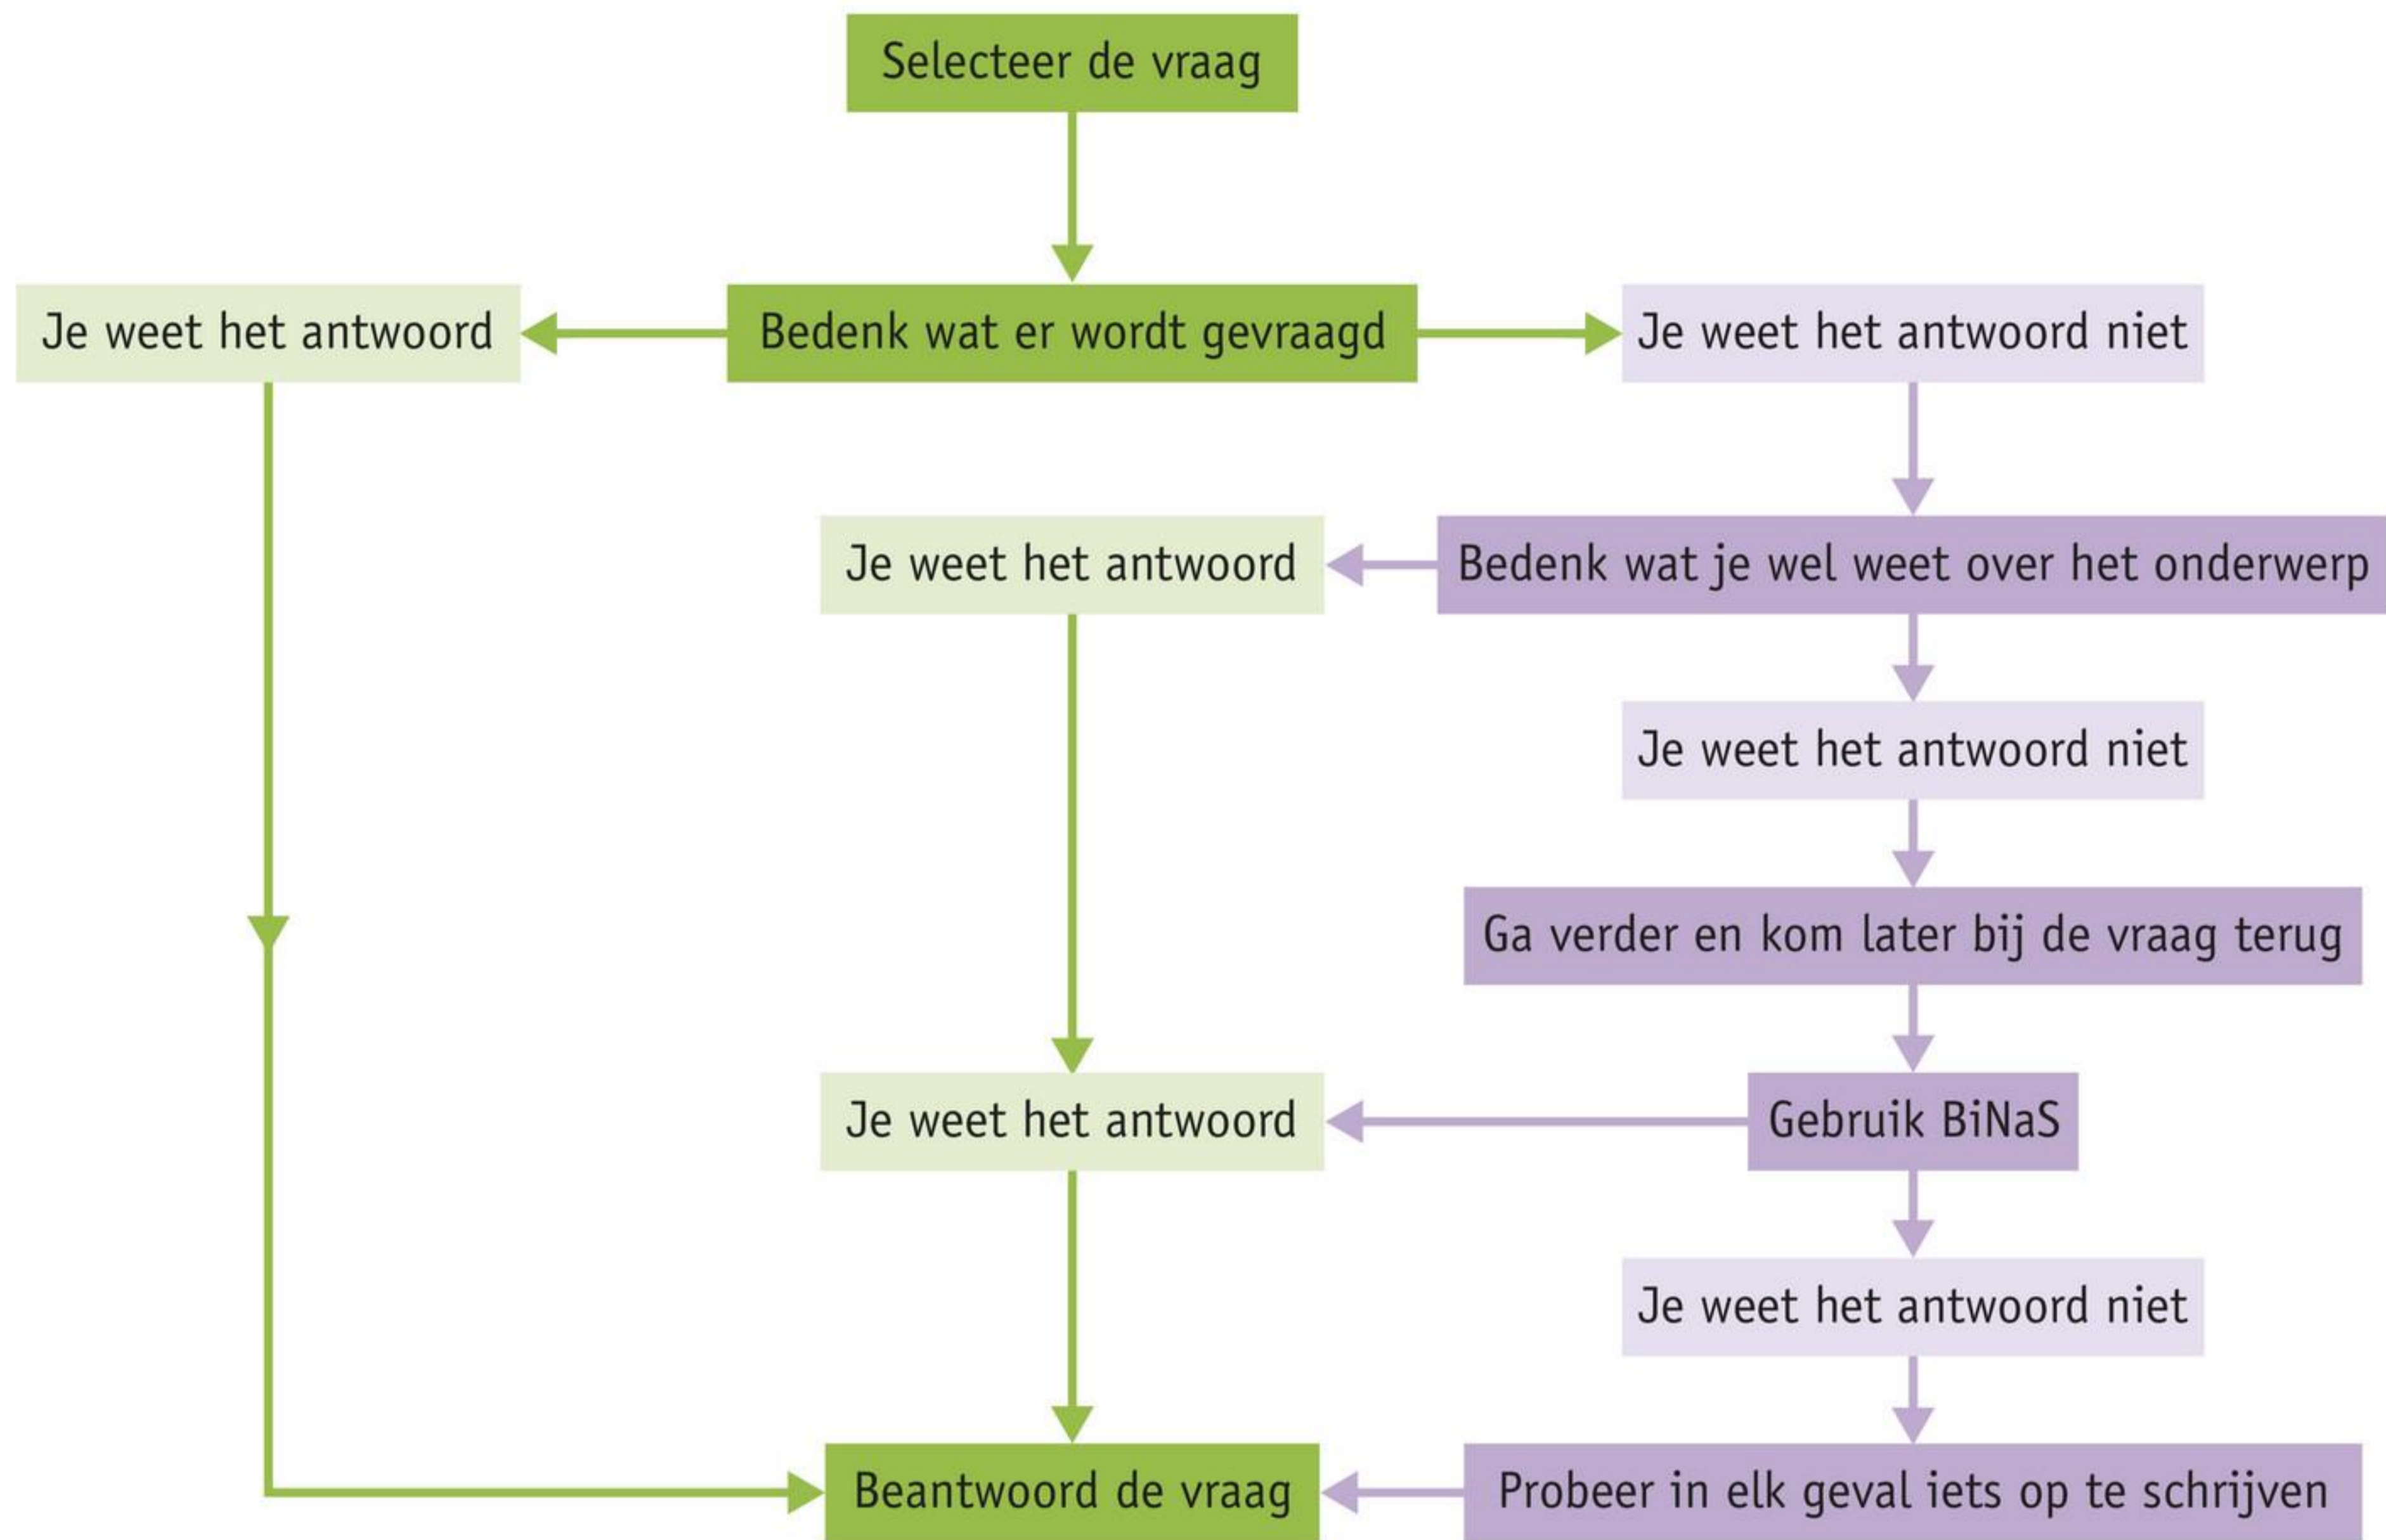 Selecteer de vraag
Je weet het antwoord
Bedenk wat er wordt gevraagd
Je weet het antwoord niet
Je weet het antwoord
Bedenk wat je wel weet over het onderwerp
Je weet het antwoord niet
Ga verder en kom later bij de vraag terug
Je weet het antwoord
Gebruik BiNaS
Je weet het antwoord niet
Beantwoord de vraag
Probeer in elk geval iets op te schrijven